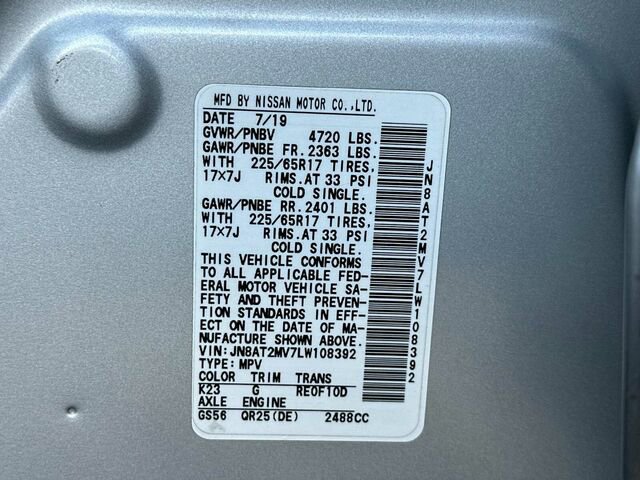 MFD BY NISSAN MOTOR CO.,LTD.
DATE 7/19
GVWR/PNBV 4720 LBS.
GAWR/PNBE FR.2363 LBS.
WITH 225/65R17 TIRES,
17×7J RIMS.AT 33 PSI
COLD SINGLE.
GAWR/PNBE RR.2401 LBS.
WITH 225/65R17 TIRES,
17×7J RIMS.AT 33 PSI
COLD SINGLE.
THIS VEHICLE CONFORMS
TO ALL APPLICABLE FED-
ERAL MOTOR VEHICLE SA-
FETY AND THEFT PREVEN-
TION STANDARDS IN EFF-
ECT ON THE DATE OF MA-
NUFACTURE SHOWN ABOVE.
VIN:JN8AT2MV7LW108392
TYPE:MPV
COLOR TRIM TRANS
K23 G RE0F10D
AXLE ENGINE
GS56 QR25(DE) 2488CC
JN8AT2MV7LW108392